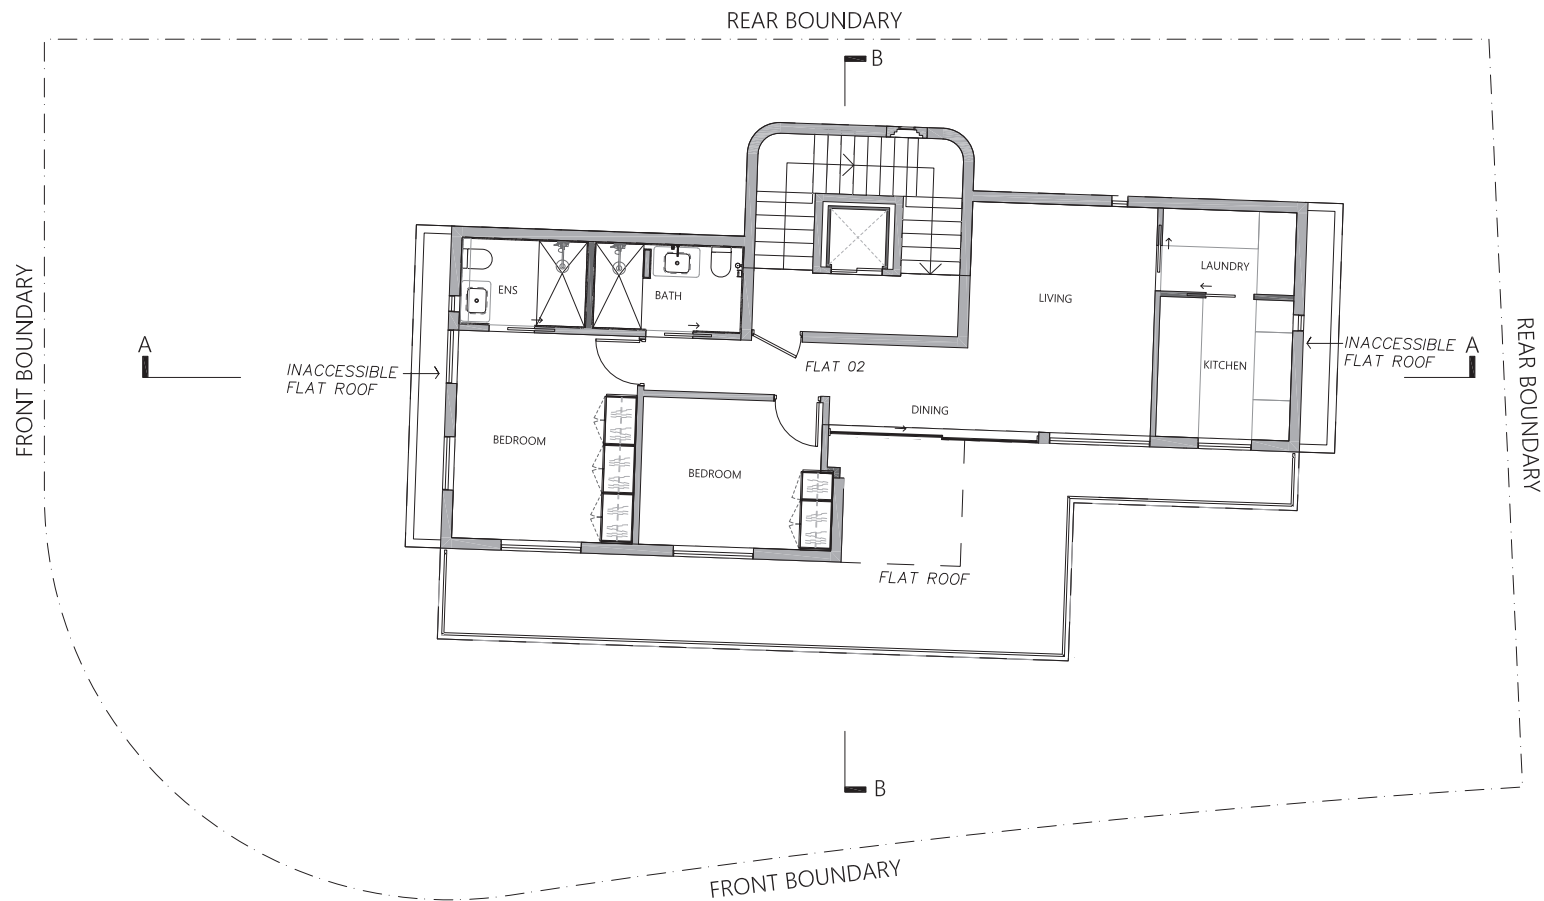 REAR BOUNDARY
B
ENS
BATH
LIVING
LAUNDRY
FRONT BOUNDARY
A
INACCESSIBLE
FLAT ROOF
FLAT 02
KITCHEN
INACCESSIBLE
FLAT ROOF
A
REAR BOUNDARY
BEDROOM
DINING
BEDROOM
FLAT ROOF
B
FRONT BOUNDARY